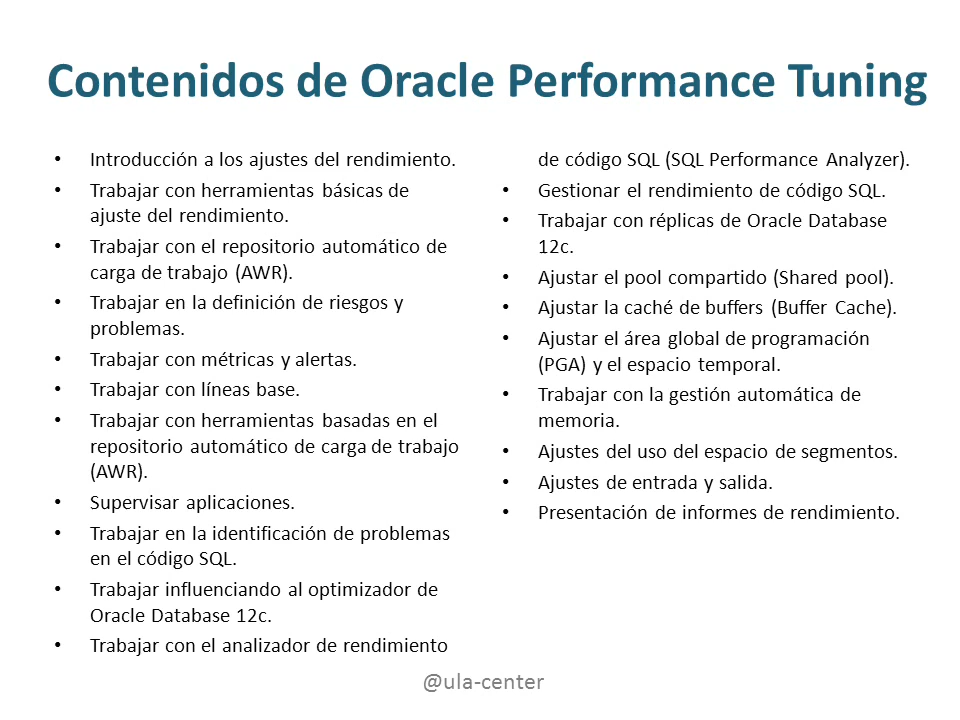 Contenidos de Oracle Performance Tuning
• Introducción a los ajustes del rendimiento.
• Trabajar con herramientas básicas de
ajuste del rendimiento.
• Trabajar con el repositorio automático de
carga de trabajo (AWR).
• Trabajar en la definición de riesgos y
problemas.
• Trabajar con métricas y alertas.
• Trabajar con líneas base.
• Trabajar con herramientas basadas en el
repositorio automático de carga de trabajo
(AWR).
• Supervisar aplicaciones.
• Trabajar en la identificación de problemas
en el código SQL.
• Trabajar influenciando al optimizador de
Oracle Database 12c.
• Trabajar con el analizador de rendimiento
de código SQL (SQL Performance Analyzer).
• Gestionar el rendimiento de código SQL.
• Trabajar con réplicas de Oracle Database
12c.
• Ajustar el pool compartido (Shared pool).
• Ajustar la caché de buffers (Buffer Cache).
• Ajustar el área global de programación
(PGA) y el espacio temporal.
• Trabajar con la gestión automática de
memoria.
• Ajustes del uso del espacio de segmentos.
• Ajustes de entrada y salida.
• Presentación de informes de rendimiento.
@ula-center